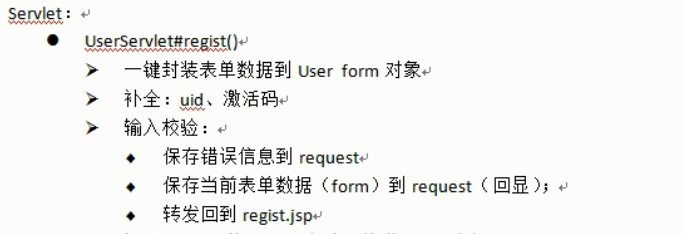 Servlet：
● UserServlet#regist()
➢ 一键封装表单数据到 User form 对象
➢ 补全：uid、激活码
➢ 输入校验：
◆ 保存错误信息到 request
◆ 保存当前表单数据（form）到 request（回显）；
◆ 转发回到 regist.jsp